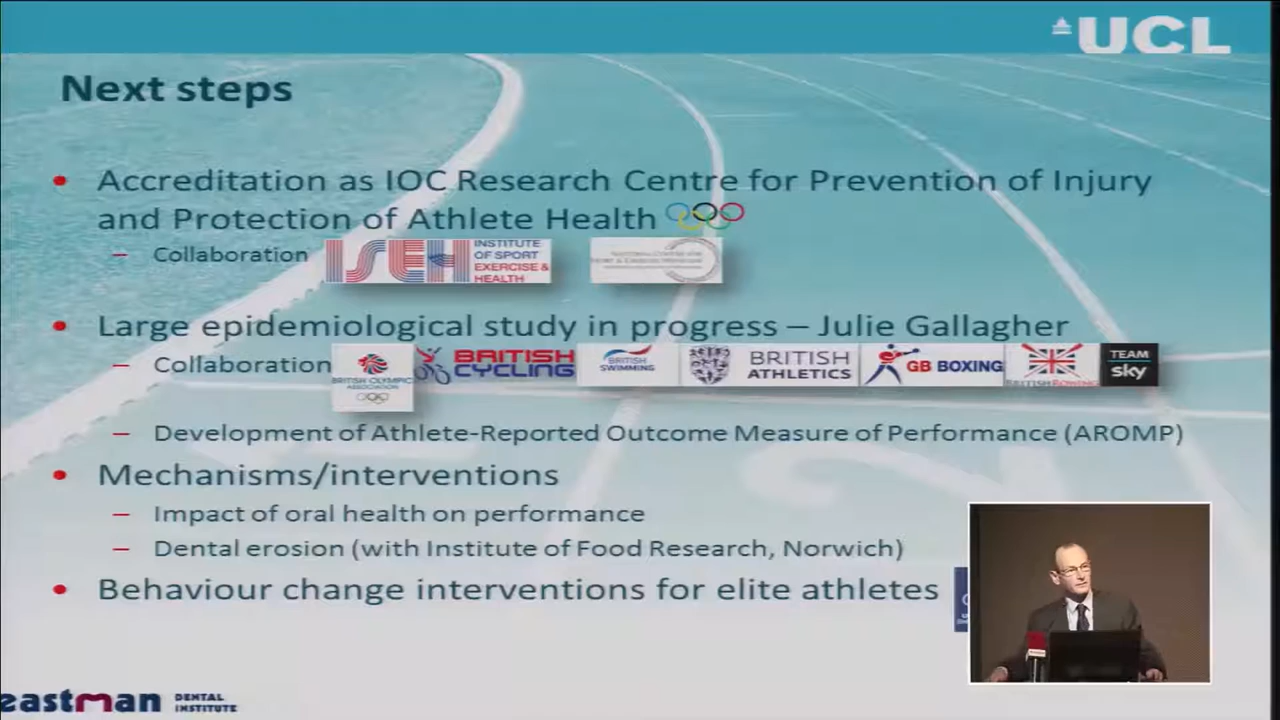 UCL
Next steps
• Accreditation as IOC Research Centre for Prevention of Injury
and Protection of Athlete Health
– Collaboration
ISEH
INSTITUTE
OF SPORT
EXERCISE &
HEALTH
• Large epidemiological study in progress – Julie Gallagher
– Collaboration
BRITISH OLYMPIC
ASSOCIATION
BRITISH
CYCLING
BRITISH
SWIMMING
BRITISH
ATHLETICS
GB BOXING
BRITISH ROWING
TEAM
sky
– Development of Athlete-Reported Outcome Measure of Performance (AROMP)
• Mechanisms/interventions
– Impact of oral health on performance
– Dental erosion (with Institute of Food Research, Norwich)
• Behaviour change interventions for elite athletes
eastman DENTAL
INSTITUTE